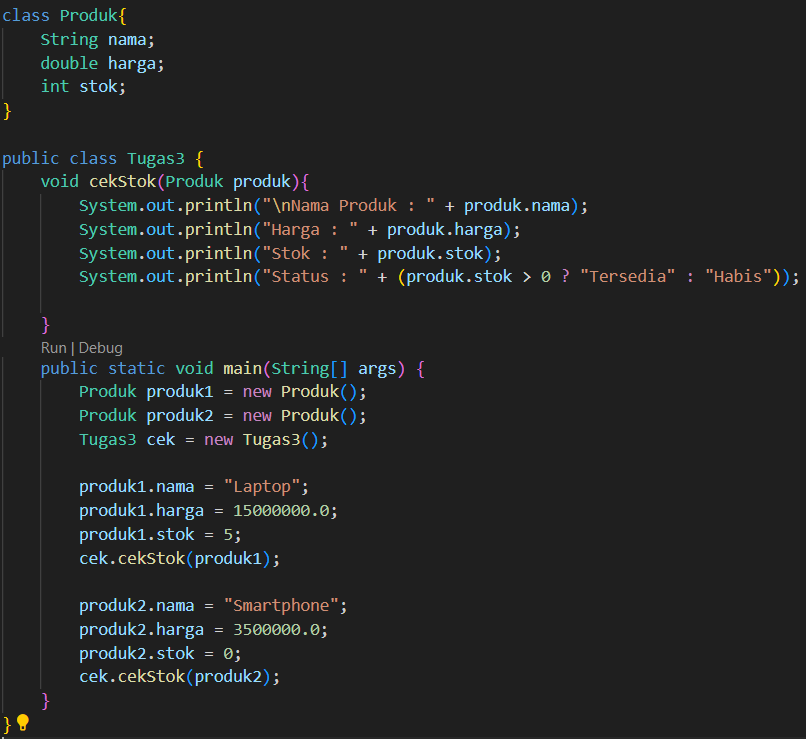 class Produk{
    String nama;
    double harga;
    int stok;
}

public class Tugas3 {
    void cekStok(Produk produk){
        System.out.println("\nNama Produk : " + produk.nama);
        System.out.println("Harga : " + produk.harga);
        System.out.println("Stok : " + produk.stok);
        System.out.println("Status : " + (produk.stok > 0 ? "Tersedia" : "Habis"));

    }
    Run | Debug
    public static void main(String[] args) {
        Produk produk1 = new Produk();
        Produk produk2 = new Produk();
        Tugas3 cek = new Tugas3();

        produk1.nama = "Laptop";
        produk1.harga = 15000000.0;
        produk1.stok = 5;
        cek.cekStok(produk1);

        produk2.nama = "Smartphone";
        produk2.harga = 3500000.0;
        produk2.stok = 0;
        cek.cekStok(produk2);
    }
}